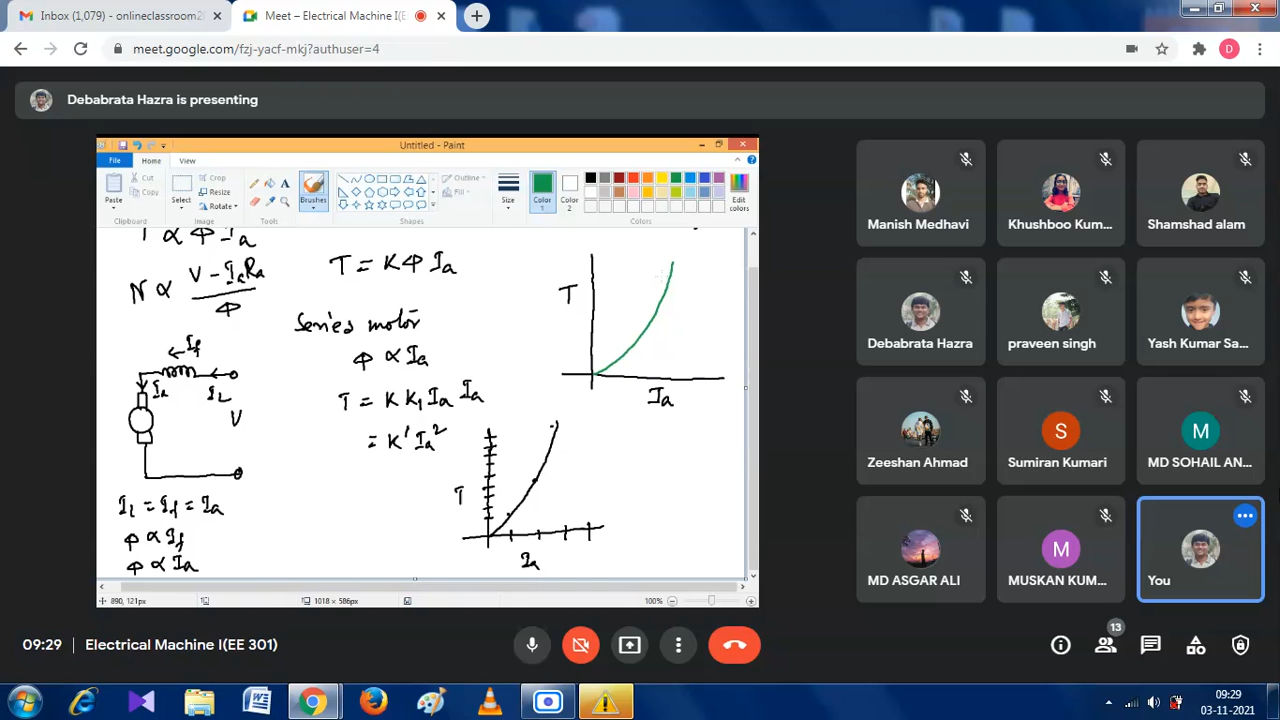 Inbox (1,079) - onlineclassroom2
Meet – Electrical Machine I(EE 3
meet.google.com/fzj-yacf-mkj?authuser=4
D
Debabrata Hazra is presenting
Untitled - Paint
File Home View
Paste
Cut
Copy
Clipboard
Select
Crop
Resize
Rotate
Image
A
Tools
Brushes
Outline
Fill
Shapes
Size
Color 1
Color 2
Edit colors
Colors
T ∝ Φ Ia
N ∝ V - IaRa / Φ
If
Ia
IL
V
IL = If = Ia
Φ ∝ If
Φ ∝ Ia
T = KΦ Ia
Series motor
Φ ∝ Ia
T = K K1 Ia Ia
= K' Ia²
T
Ia
T
Ia
890, 121px
1018 × 586px
100%
Manish Medhavi
Khushboo Kum...
Shamshad alam
Debabrata Hazra
praveen singh
Yash Kumar Sa...
Zeeshan Ahmad
S
Sumiran Kumari
M
MD SOHAIL AN...
MD ASGAR ALI
M
MUSKAN KUM...
You
09:29
Electrical Machine I(EE 301)
13
09:29
03-11-2021